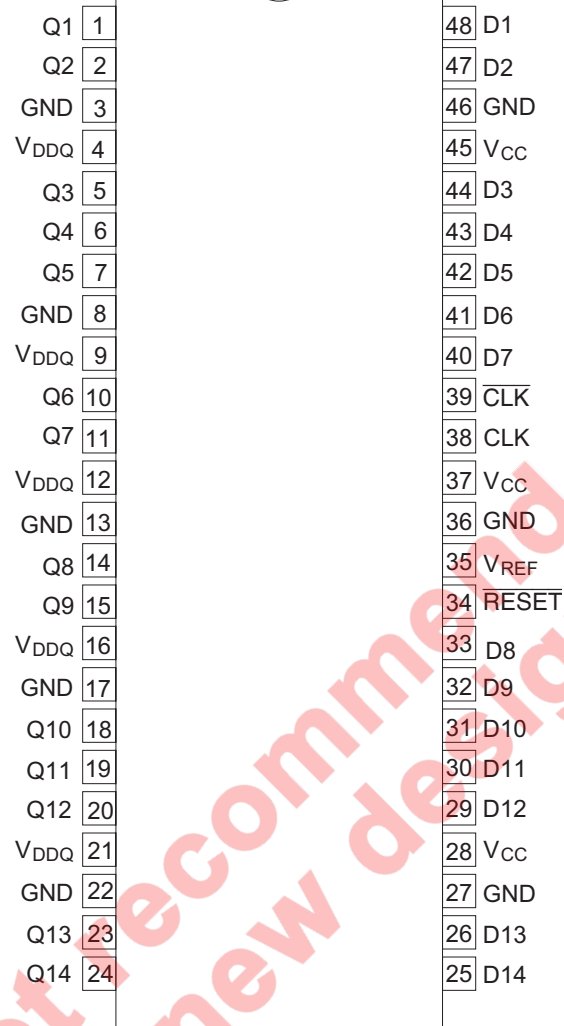 Q1 1 48 D1
Q2 2 47 D2
GND 3 46 GND
VDDQ 4 45 VCC
Q3 5 44 D3
Q4 6 43 D4
Q5 7 42 D5
GND 8 41 D6
VDDQ 9 40 D7
Q6 10 39 CLK
Q7 11 38 CLK
VDDQ 12 37 VCC
GND 13 36 GND
Q8 14 35 VREF
Q9 15 34 RESET
VDDQ 16 33 D8
GND 17 32 D9
Q10 18 31 D10
Q11 19 30 D11
Q12 20 29 D12
VDDQ 21 28 VCC
GND 22 27 GND
Q13 23 26 D13
Q14 24 25 D14
recommend
new